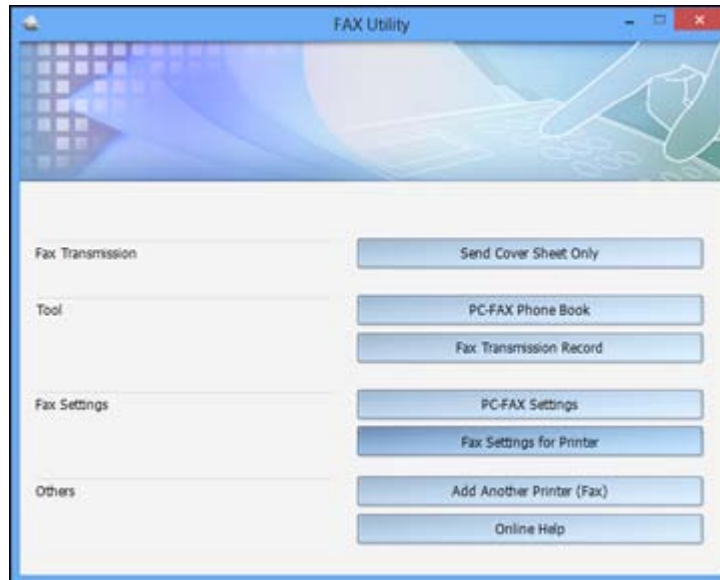 FAX Utility
Fax Transmission
Send Cover Sheet Only
Tool
PC-FAX Phone Book
Fax Transmission Record
Fax Settings
PC-FAX Settings
Fax Settings for Printer
Others
Add Another Printer (Fax)
Online Help